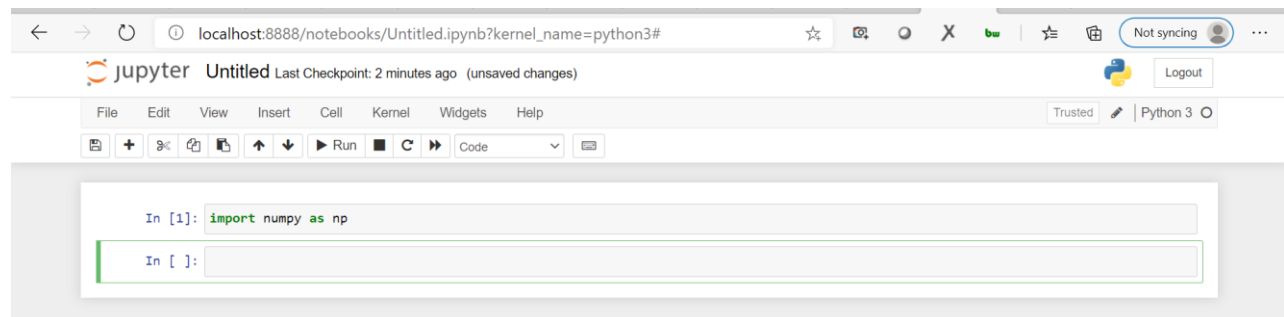 localhost:8888/notebooks/Untitled.ipynb?kernel_name=python3# X bw Not syncing
jupyter Untitled Last Checkpoint: 2 minutes ago (unsaved changes) Logout
File Edit View Insert Cell Kernel Widgets Help Trusted Python 3
Run Code
In [1]: import numpy as np
In [ ]: